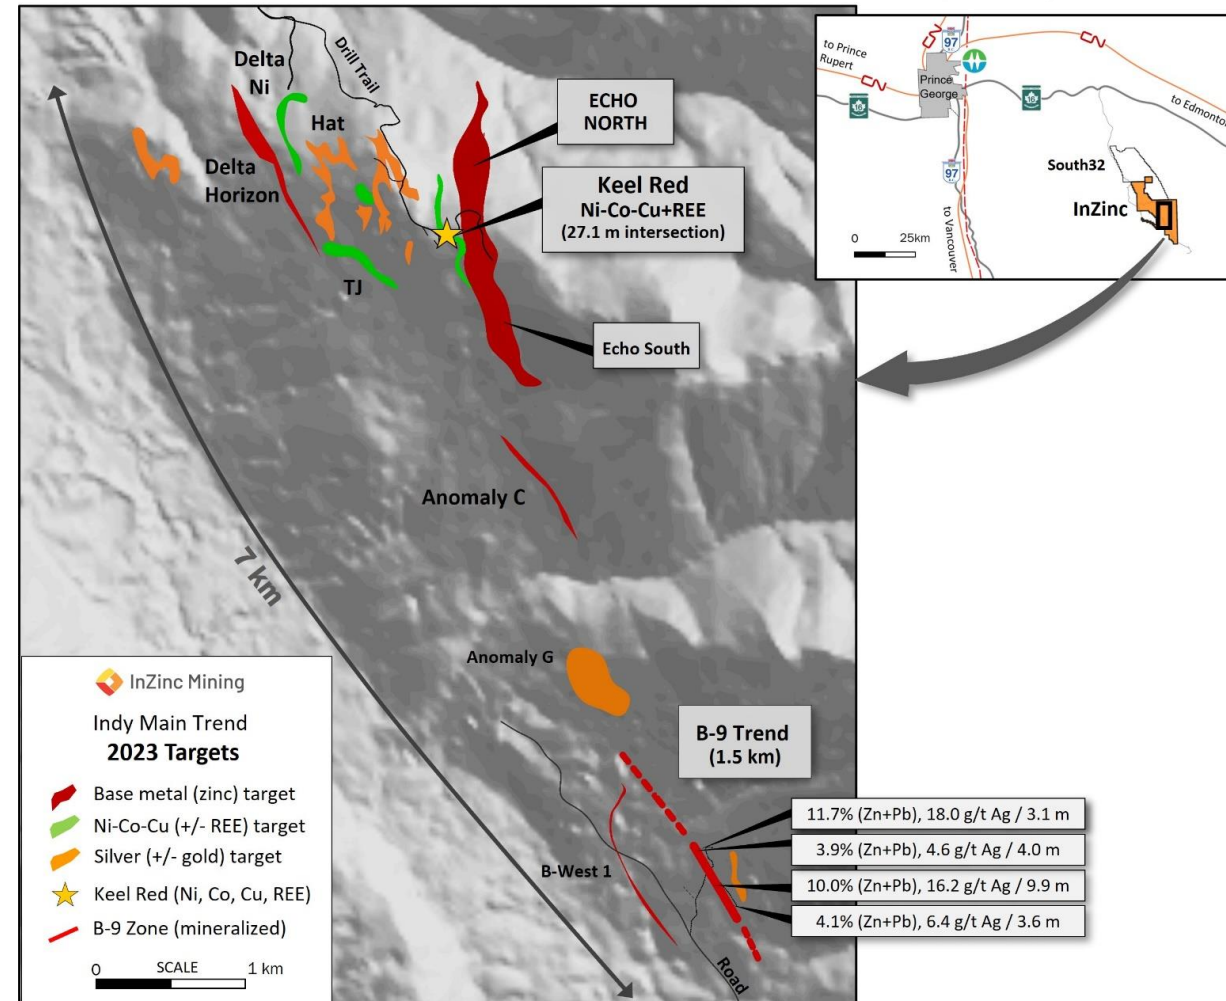 Delta
Ni
Drill Trail
Hat
Delta
Horizon
TJ
ECHO
NORTH
Keel Red
Ni-Co-Cu+REE
(27.1 m intersection)
Echo South
Anomaly C
7 km
Anomaly G
B-9 Trend
(1.5 km)
11.7% (Zn+Pb), 18.0 g/t Ag / 3.1 m
3.9% (Zn+Pb), 4.6 g/t Ag / 4.0 m
10.0% (Zn+Pb), 16.2 g/t Ag / 9.9 m
4.1% (Zn+Pb), 6.4 g/t Ag / 3.6 m
B-West 1
Road
InZinc Mining
Indy Main Trend
2023 Targets
Base metal (zinc) target
Ni-Co-Cu (+/- REE) target
Silver (+/- gold) target
Keel Red (Ni, Co, Cu, REE)
B-9 Zone (mineralized)
0 SCALE 1 km
CN
97
CN
to Prince
Rupert
CN
Prince
George
16
16
to Edmonton
97
South32
InZinc
to Vancouver
0 25km